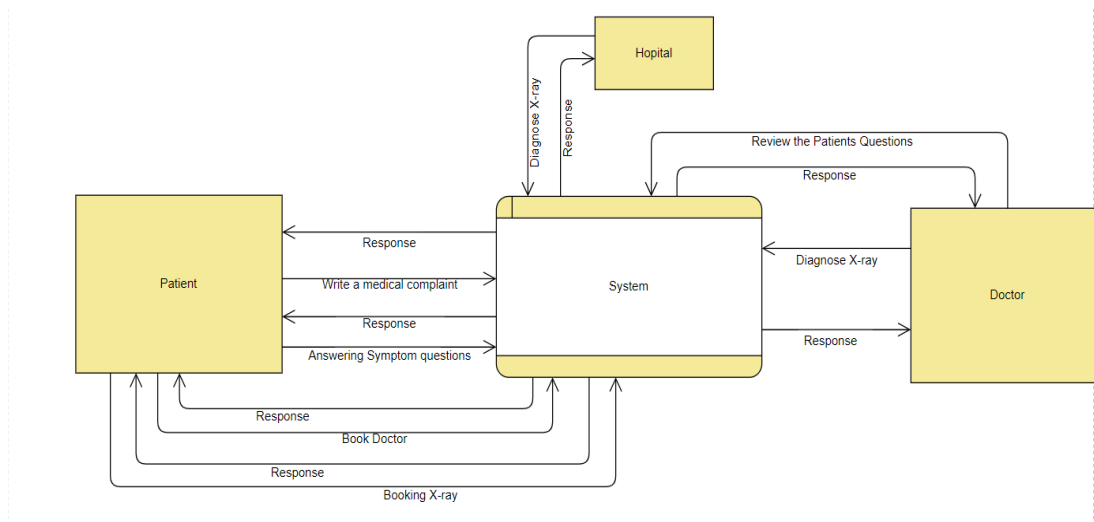 Hopital
Diagnose X-ray
Response
Review the Patients Questions
Response
Response
Patient
Write a medical complaint
System
Diagnose X-ray
Doctor
Response
Response
Answering Symptom questions
Response
Book Doctor
Response
Booking X-ray